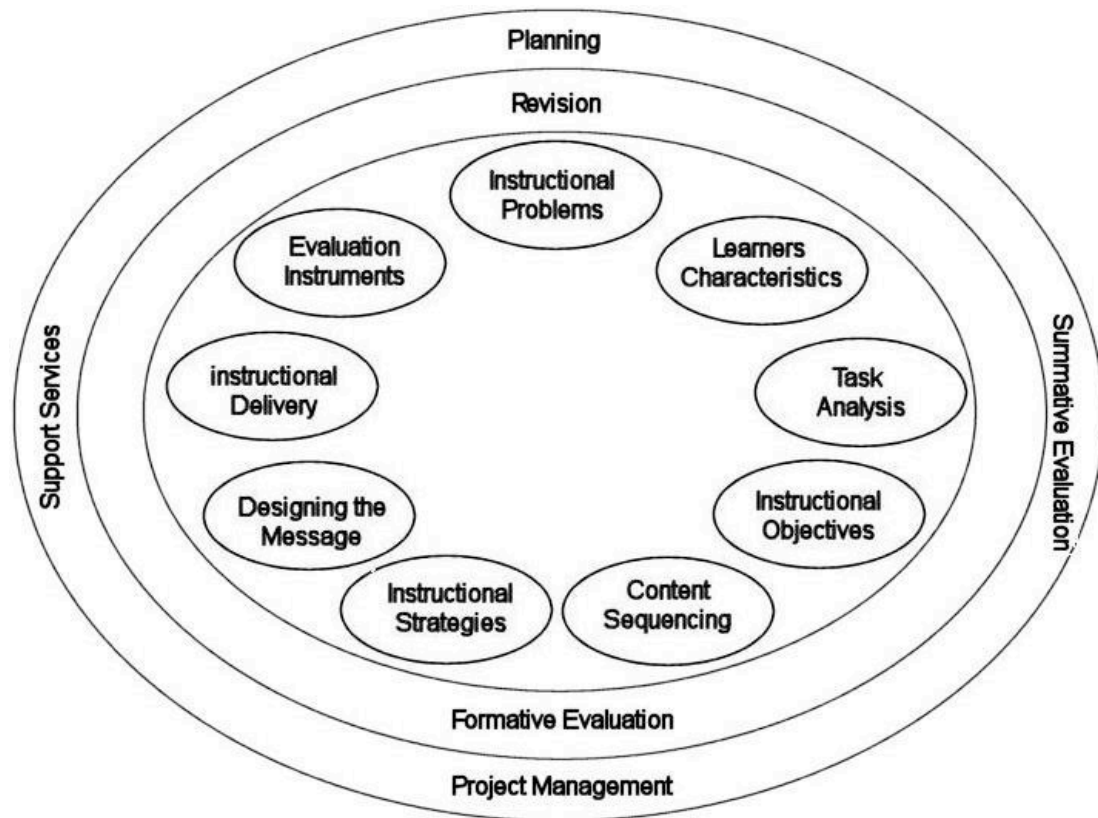 Planning
Revision
Instructional
Problems
Evaluation
Instruments
Learners
Characteristics
instructional
Delivery
Task
Analysis
Support Services
Summative Evaluation
Designing the
Message
Instructional
Objectives
Instructional
Strategies
Content
Sequencing
Formative Evaluation
Project Management